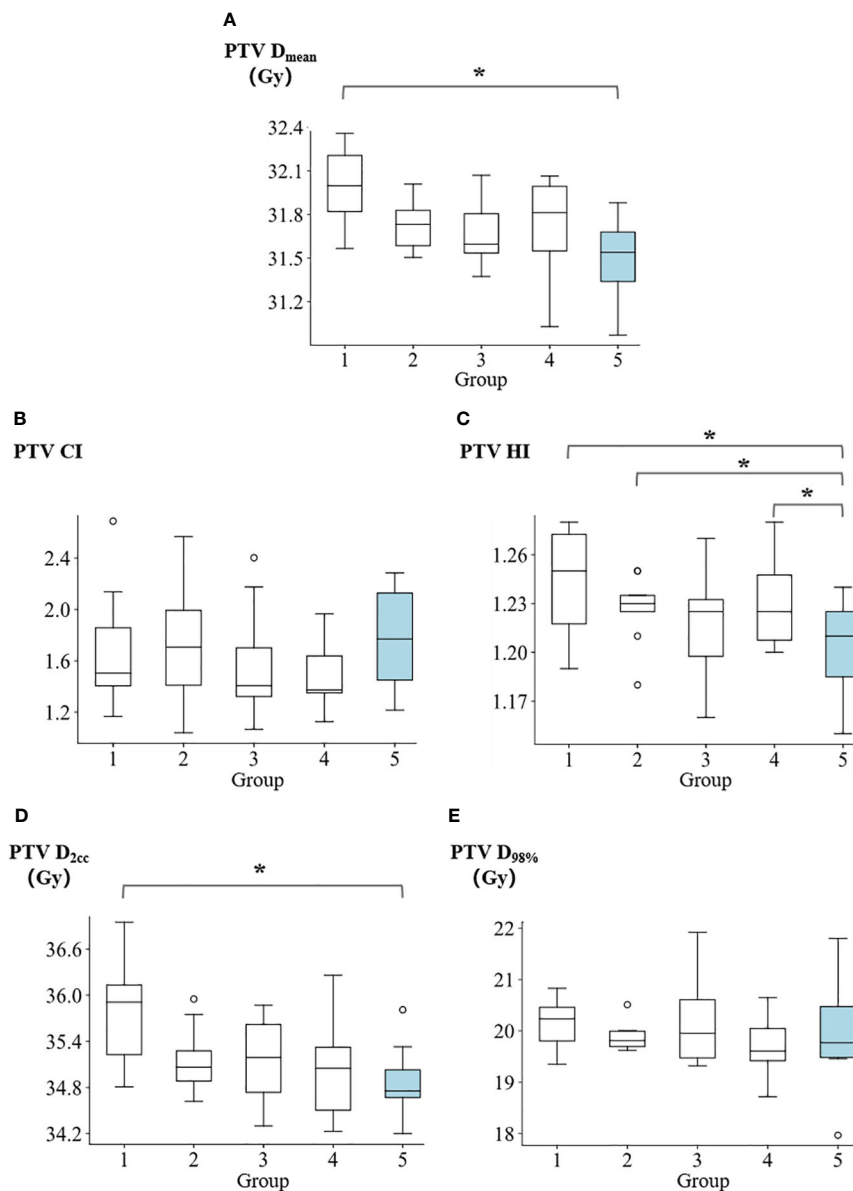 A
PTV Dmean
(Gy)
*
32.4
32.1
31.8
31.5
31.2
1 2 3 4 5
Group
B
PTV CI
2.4
2.0
1.6
1.2
1 2 3 4 5
Group
C
PTV HI
*
*
*
1.26
1.23
1.20
1.17
1 2 3 4 5
Group
D
PTV D2cc
(Gy)
*
36.6
36.0
35.4
34.8
34.2
1 2 3 4 5
Group
E
PTV D98%
(Gy)
22
21
20
19
18
1 2 3 4 5
Group